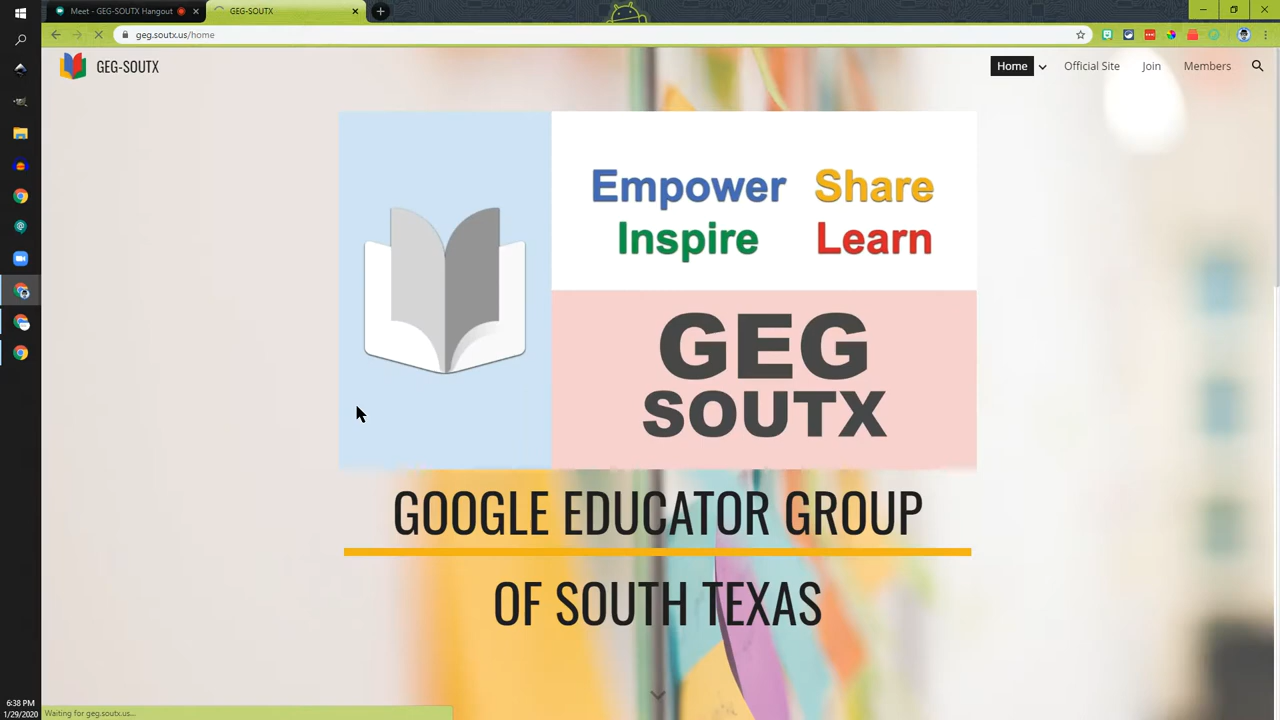 Meet - GEG-SOUTX Hangout
GEG-SOUTX
geg.soutx.us/home
GEG-SOUTX
Home
Official Site
Join
Members
Empower Share
Inspire Learn
GEG
SOUTX
GOOGLE EDUCATOR GROUP
OF SOUTH TEXAS
6:38 PM
1/29/2020
Waiting for geg.soutx.us...